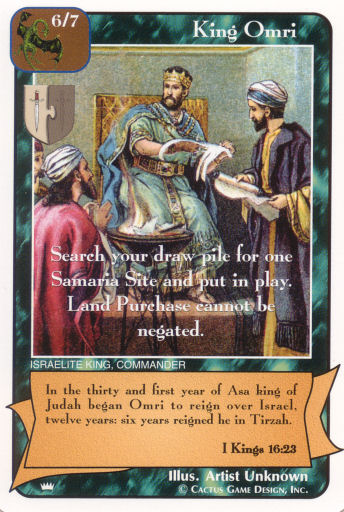 6/7
King Omri
Search your draw pile for one
Samaria Site and put in play.
Land Purchase cannot be
negated.
ISRAELITE KING, COMMANDER
In the thirty and first year of Asa king of
Judah began Omri to reign over Israel,
twelve years: six years reigned he in Tirzah.
I Kings 16:23
Illus. Artist Unknown
© CACTUS GAME DESIGN, INC.